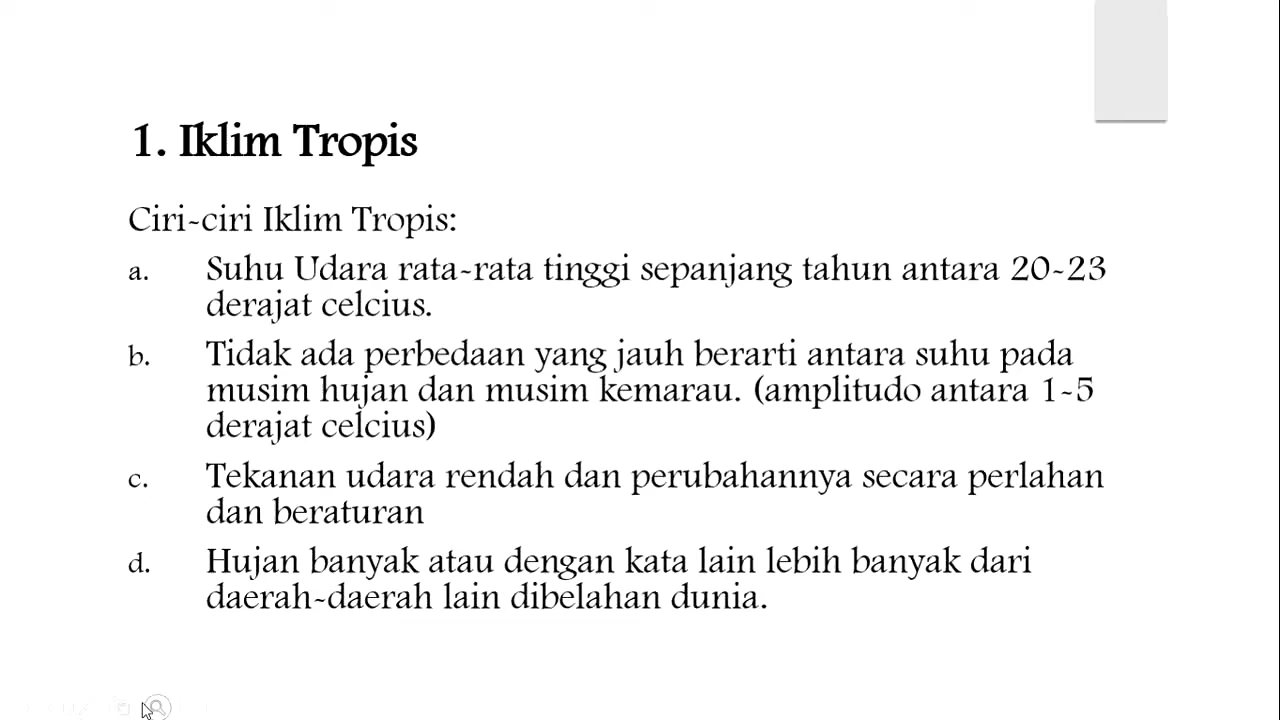 1. Iklim Tropis
Ciri-ciri Iklim Tropis:
a. Suhu Udara rata-rata tinggi sepanjang tahun antara 20-23
derajat celcius.
b. Tidak ada perbedaan yang jauh berarti antara suhu pada
musim hujan dan musim kemarau. (amplitudo antara 1-5
derajat celcius)
c. Tekanan udara rendah dan perubahannya secara perlahan
dan beraturan
d. Hujan banyak atau dengan kata lain lebih banyak dari
daerah-daerah lain dibelahan dunia.